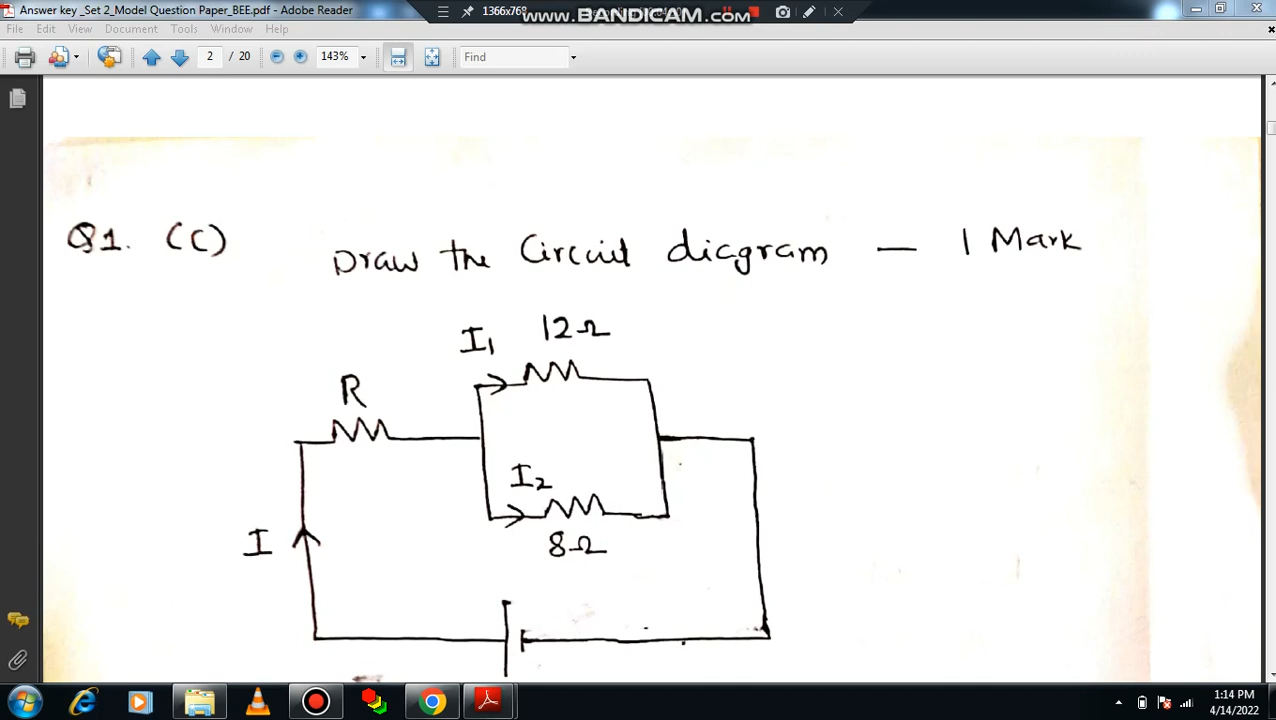 Answer key _Set 2_Model Question Paper_BEE.pdf - Adobe Reader
1366x768
www.BANDICAM.com
File Edit View Document Tools Window Help
2 / 20 143% Find
Q1. (C) Draw the Circuit diagram — 1 Mark
I1 12Ω
R
I2
I 8Ω
1:14 PM
4/14/2022